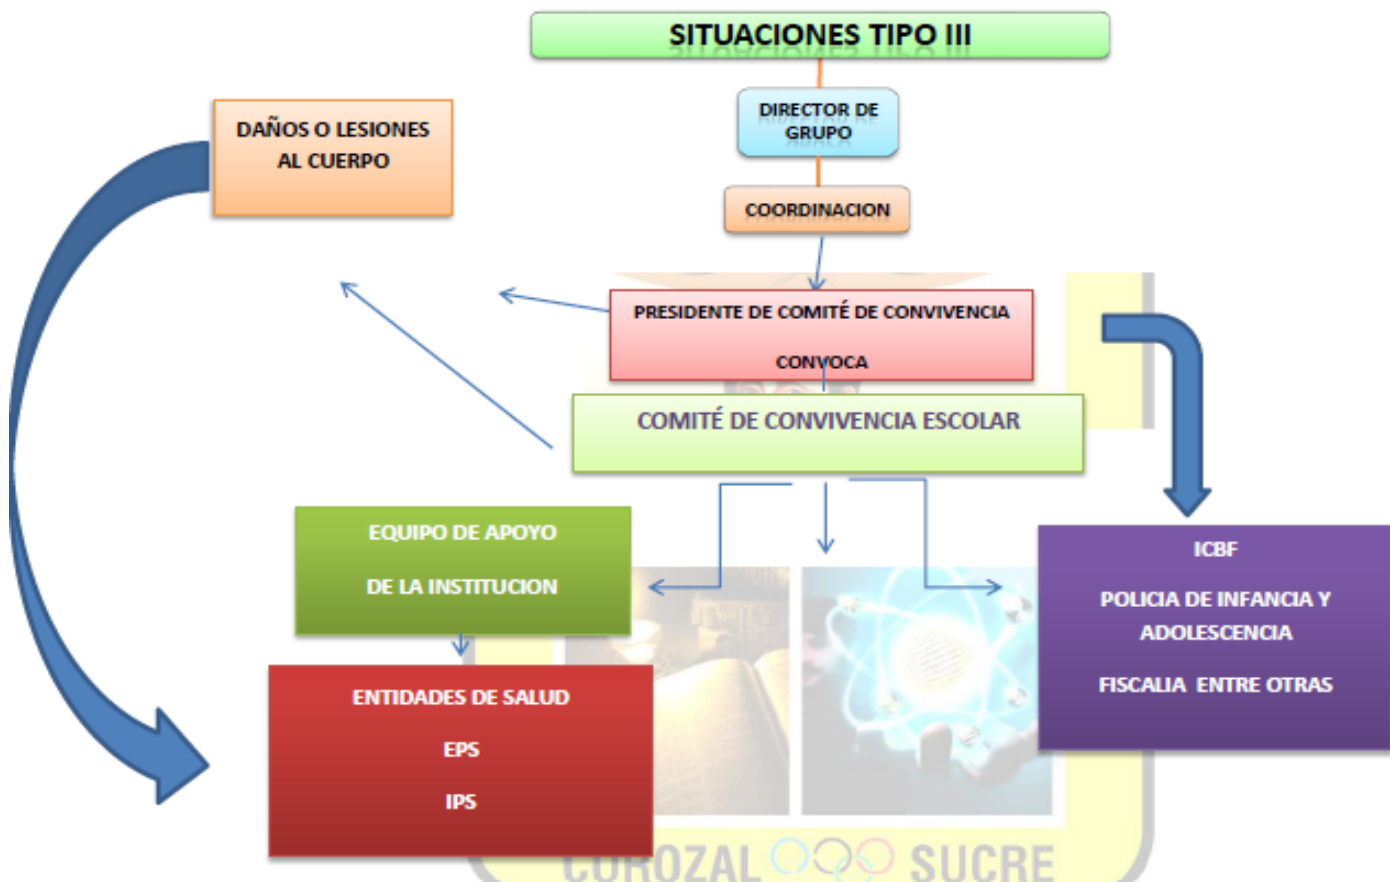 SITUACIONES TIPO III
DIRECTOR DE
GRUPO
DAÑOS O LESIONES
AL CUERPO
COORDINACION
PRESIDENTE DE COMITÉ DE CONVIVENCIA
CONVOCA
COMITÉ DE CONVIVENCIA ESCOLAR
EQUIPO DE APOYO
DE LA INSTITUCION
ICBF
POLICIA DE INFANCIA Y
ADOLESCENCIA
FISCALIA ENTRE OTRAS
ENTIDADES DE SALUD
EPS
IPS
COROZAL SUCRE